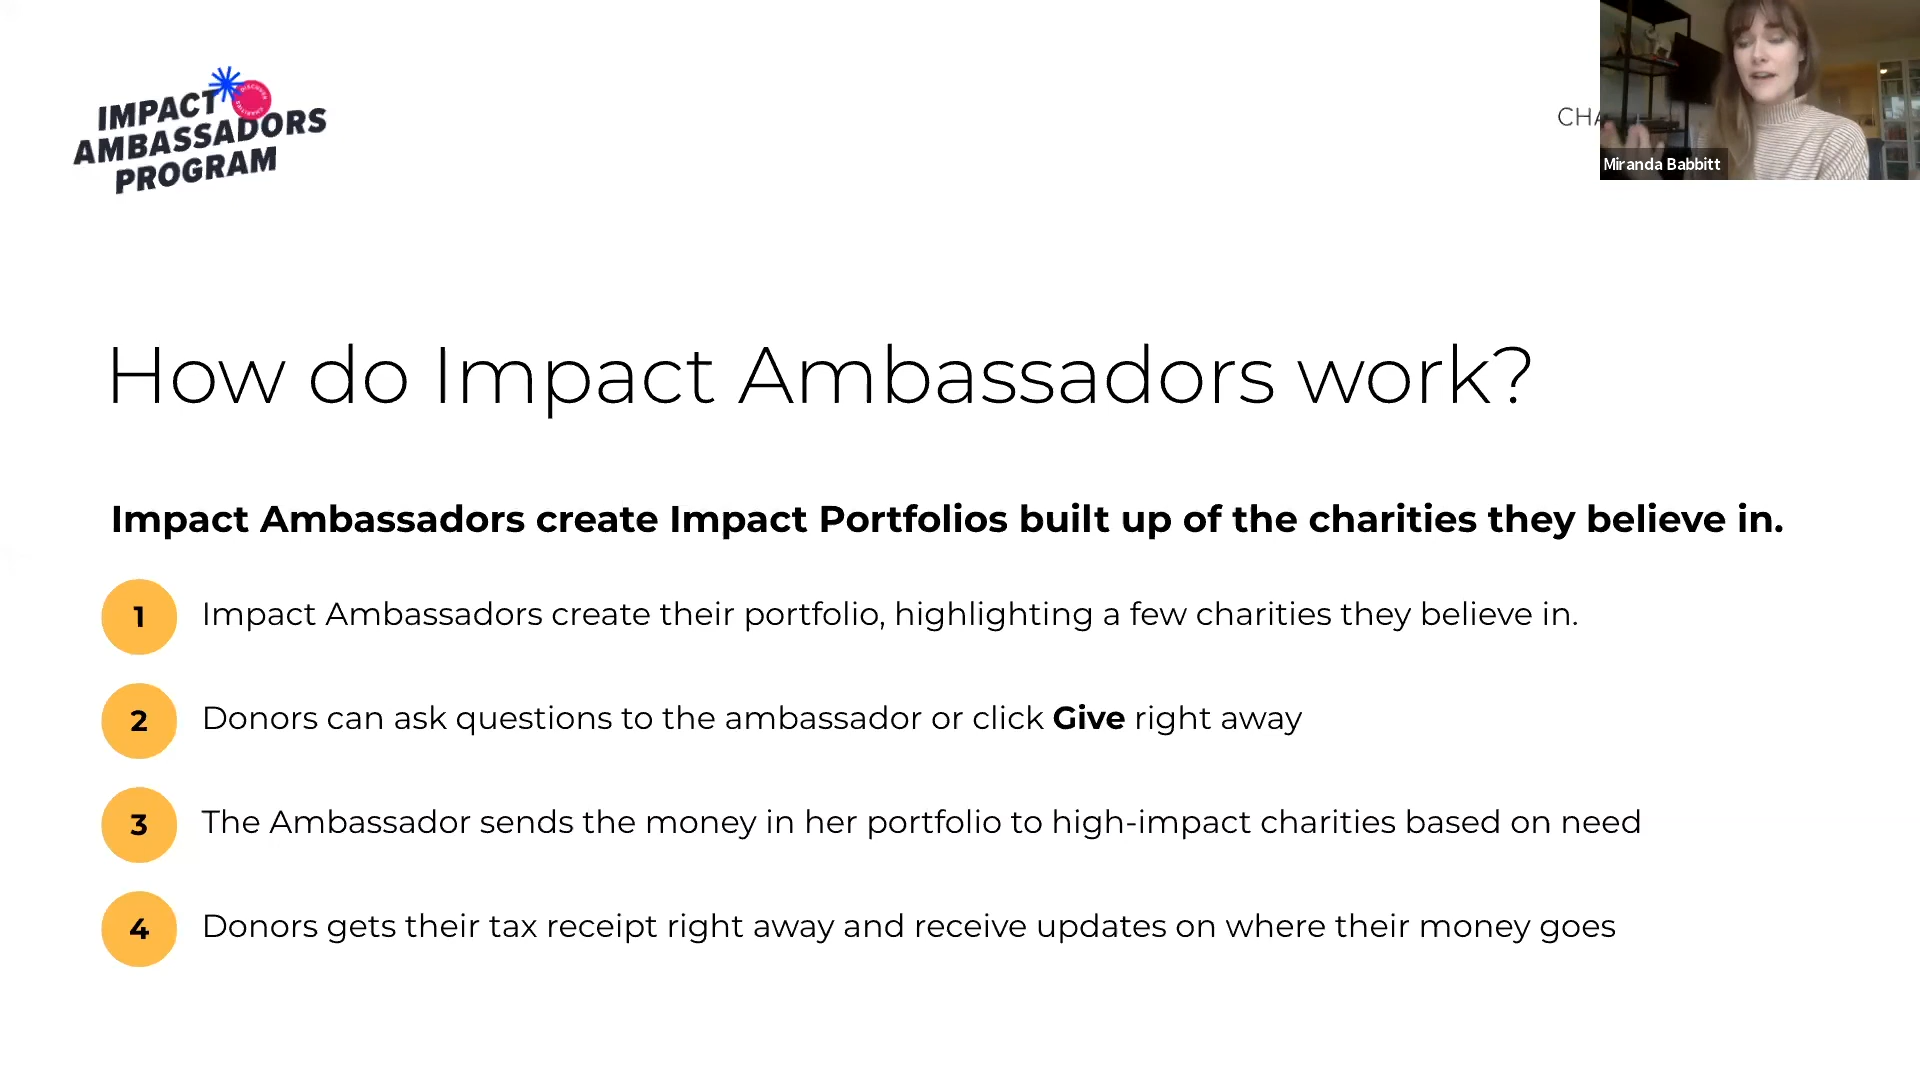 IMPACT
AMBASSADORS
PROGRAM
DISCOVER
CHARITIES
CHA
Miranda Babbitt
How do Impact Ambassadors work?
Impact Ambassadors create Impact Portfolios built up of the charities they believe in.
1 Impact Ambassadors create their portfolio, highlighting a few charities they believe in.
2 Donors can ask questions to the ambassador or click Give right away
3 The Ambassador sends the money in her portfolio to high-impact charities based on need
4 Donors gets their tax receipt right away and receive updates on where their money goes